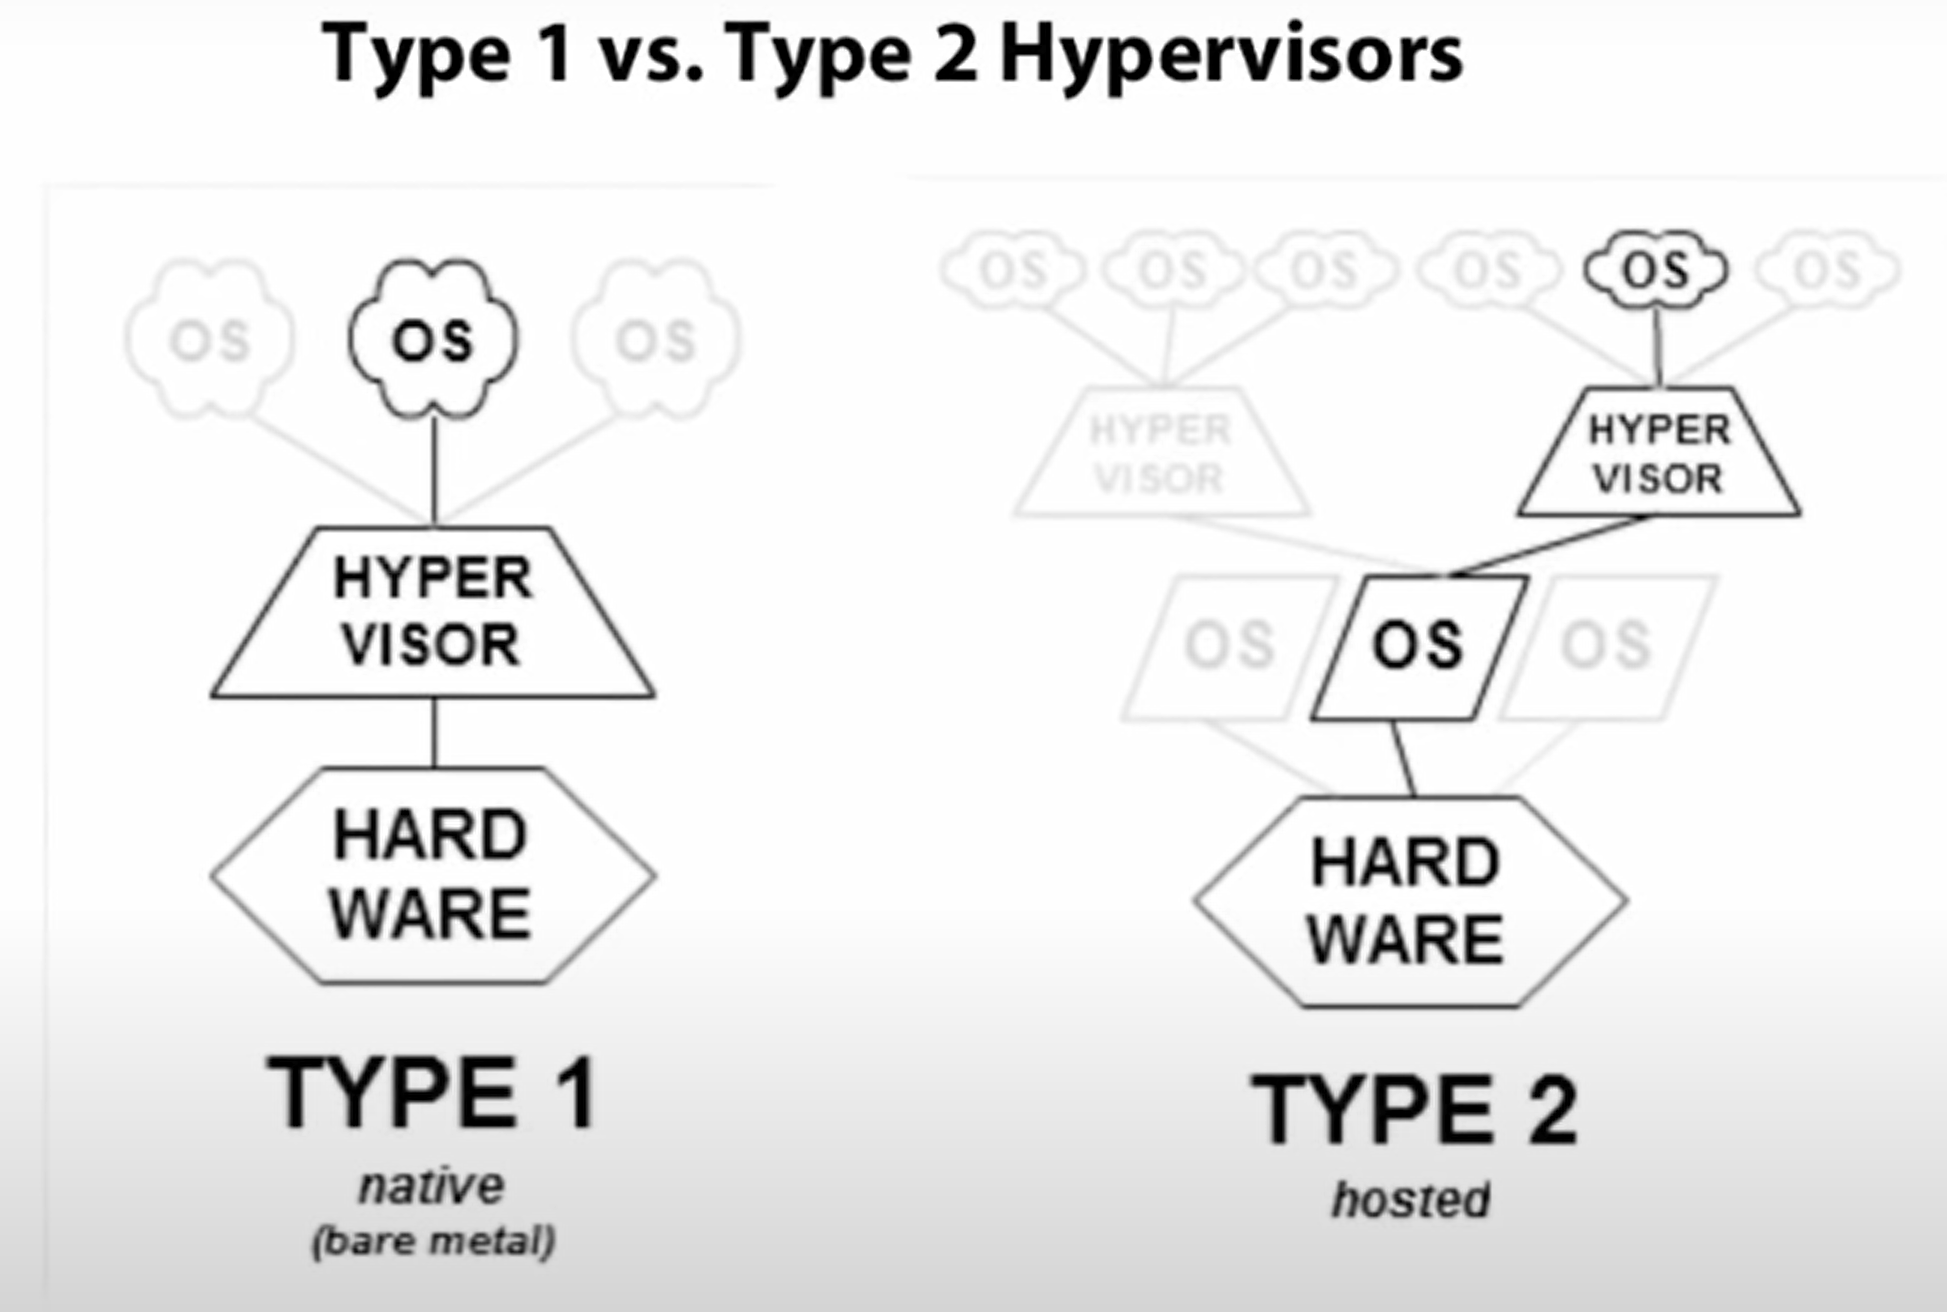 Type 1 vs. Type 2 Hypervisors
OS OS OS
HYPER
VISOR
HARD
WARE
TYPE 1
native
(bare metal)
OS OS OS OS OS OS
HYPER HYPER
VISOR VISOR
OS OS OS
HARD
WARE
TYPE 2
hosted